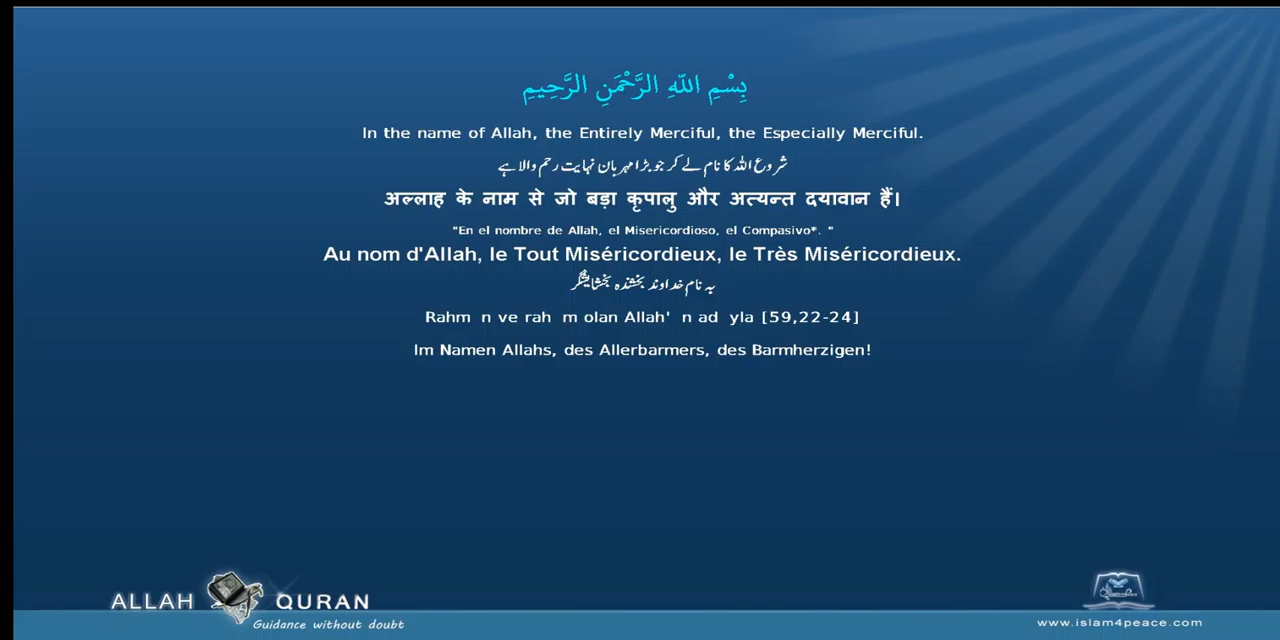 بِسْمِ اللّهِ الرَّحْمَنِ الرَّحِيمِ
In the name of Allah, the Entirely Merciful, the Especially Merciful.
شروع الله کا نام لے کر جو بڑا مہربان نہایت رحم والا ہے
अल्लाह के नाम से जो बड़ा कृपालु और अत्यन्त दयावान हैं।
"En el nombre de Allah, el Misericordioso, el Compasivo*. "
Au nom d'Allah, le Tout Miséricordieux, le Très Miséricordieux.
به نام خداوند بخشنده بخشایشگر
Rahm n ve rah m olan Allah' n ad yla [59,22-24]
Im Namen Allahs, des Allerbarmers, des Barmherzigen!
ALLAH QURAN
Guidance without doubt
www.islam4peace.com